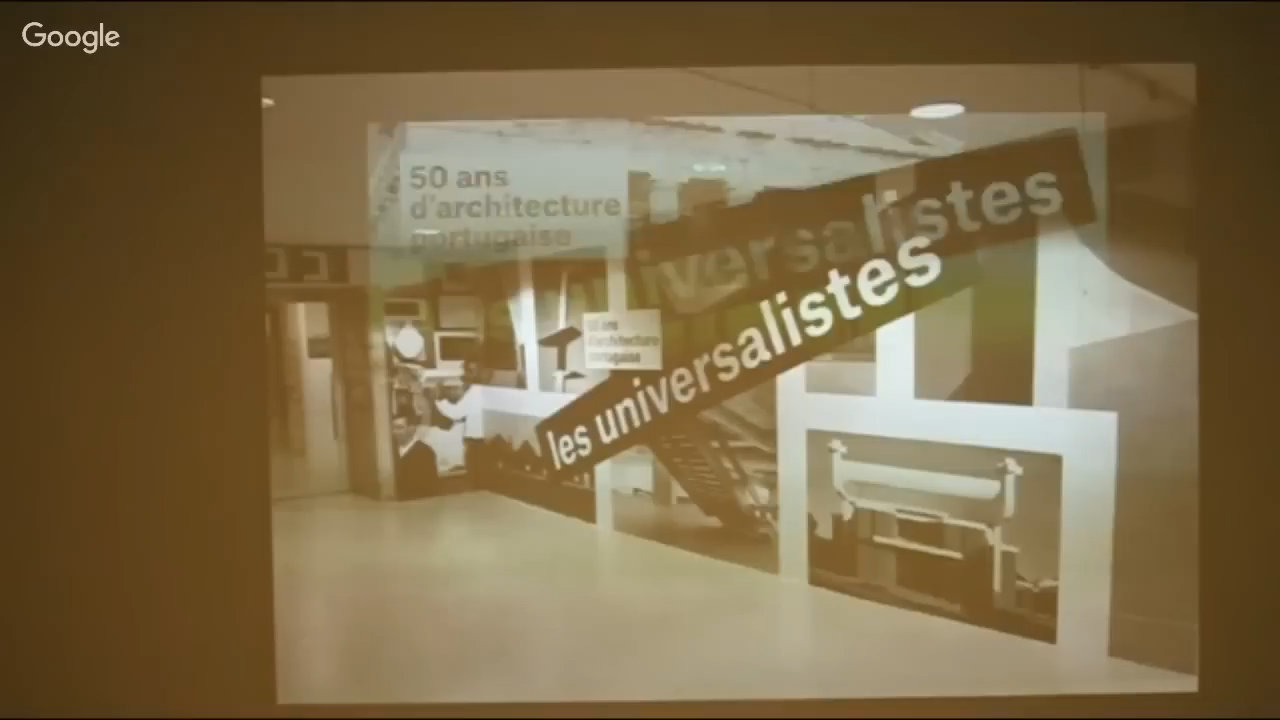 Google
50 ans
d'architecture
portugaise
universalistes
50 ans
d'architecture
portugaise
les universalistes